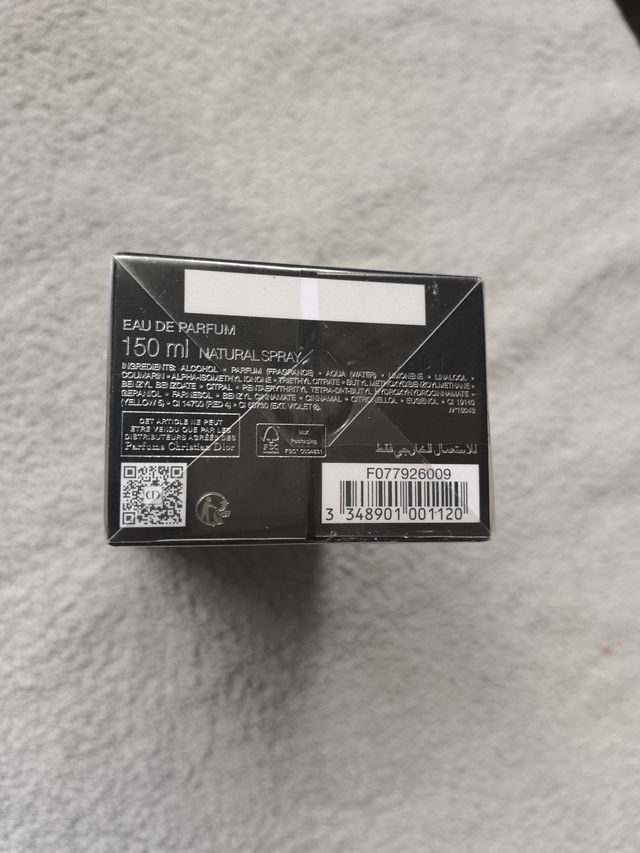 EAU DE PARFUM
150 ml NATURAL SPRAY
INGREDIENTS: ALCOHOL • PARFUM (FRAGRANCE) • AQUA (WATER) • LIMONENE • LINALOOL •
COUMARIN • ALPHA-ISOMETHYL IONONE • TRIETHYL CITRATE • BUTYL METHOXYDIBENZOYLMETHANE •
BENZYL BENZOATE • CITRAL • PENTAERYTHRITYL TETRA-DI-T-BUTYL HYDROXYHYDROCINNAMATE •
GERANIOL • FARNESOL • BENZYL CINNAMATE • CINNAMAL • CITRONELLOL • EUGENOL • CI 19140
(YELLOW 5) • CI 14700 (RED 4) • CI 60730 (EXT. VIOLET 2).
CET ARTICLE NE PEUT
ÊTRE VENDU QUE PAR LES
DISTRIBUTEURS AGRÉÉS DES
Parfums Christian Dior
FSC
MIX
Packaging
للاستعمال الخارجي فقط
CD
F077926009
3 348901 001120